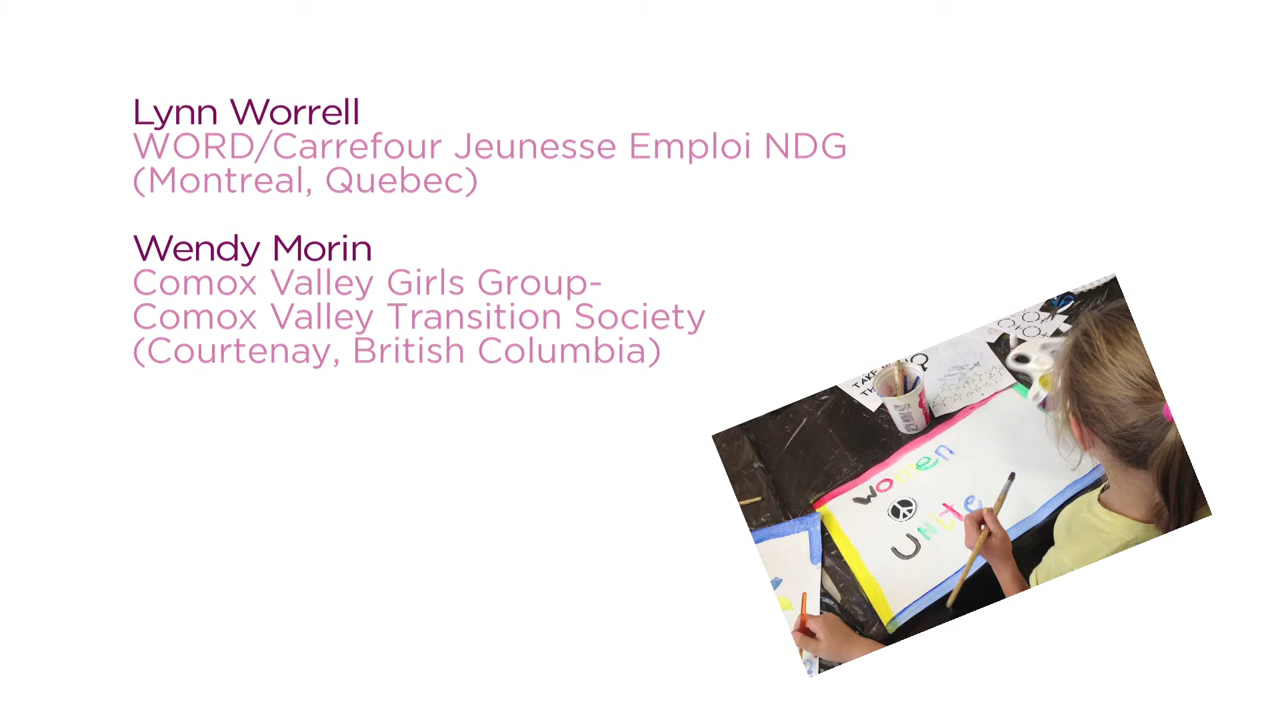 Lynn Worrell
WORD/Carrefour Jeunesse Emploi NDG
(Montreal, Quebec)
Wendy Morin
Comox Valley Girls Group-
Comox Valley Transition Society
(Courtenay, British Columbia)
TAKE
Women
Unite